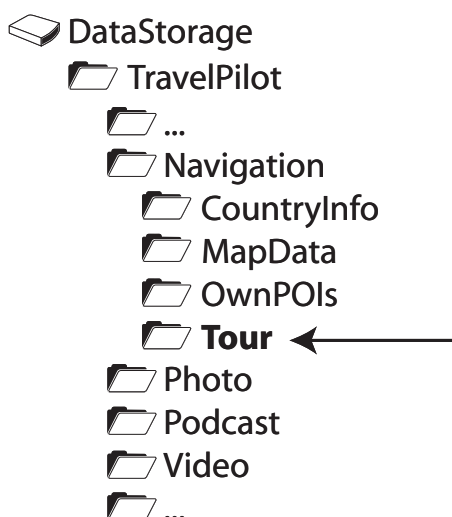 DataStorage
TravelPilot
...
Navigation
CountryInfo
MapData
OwnPOIs
Tour
Photo
Podcast
Video
...